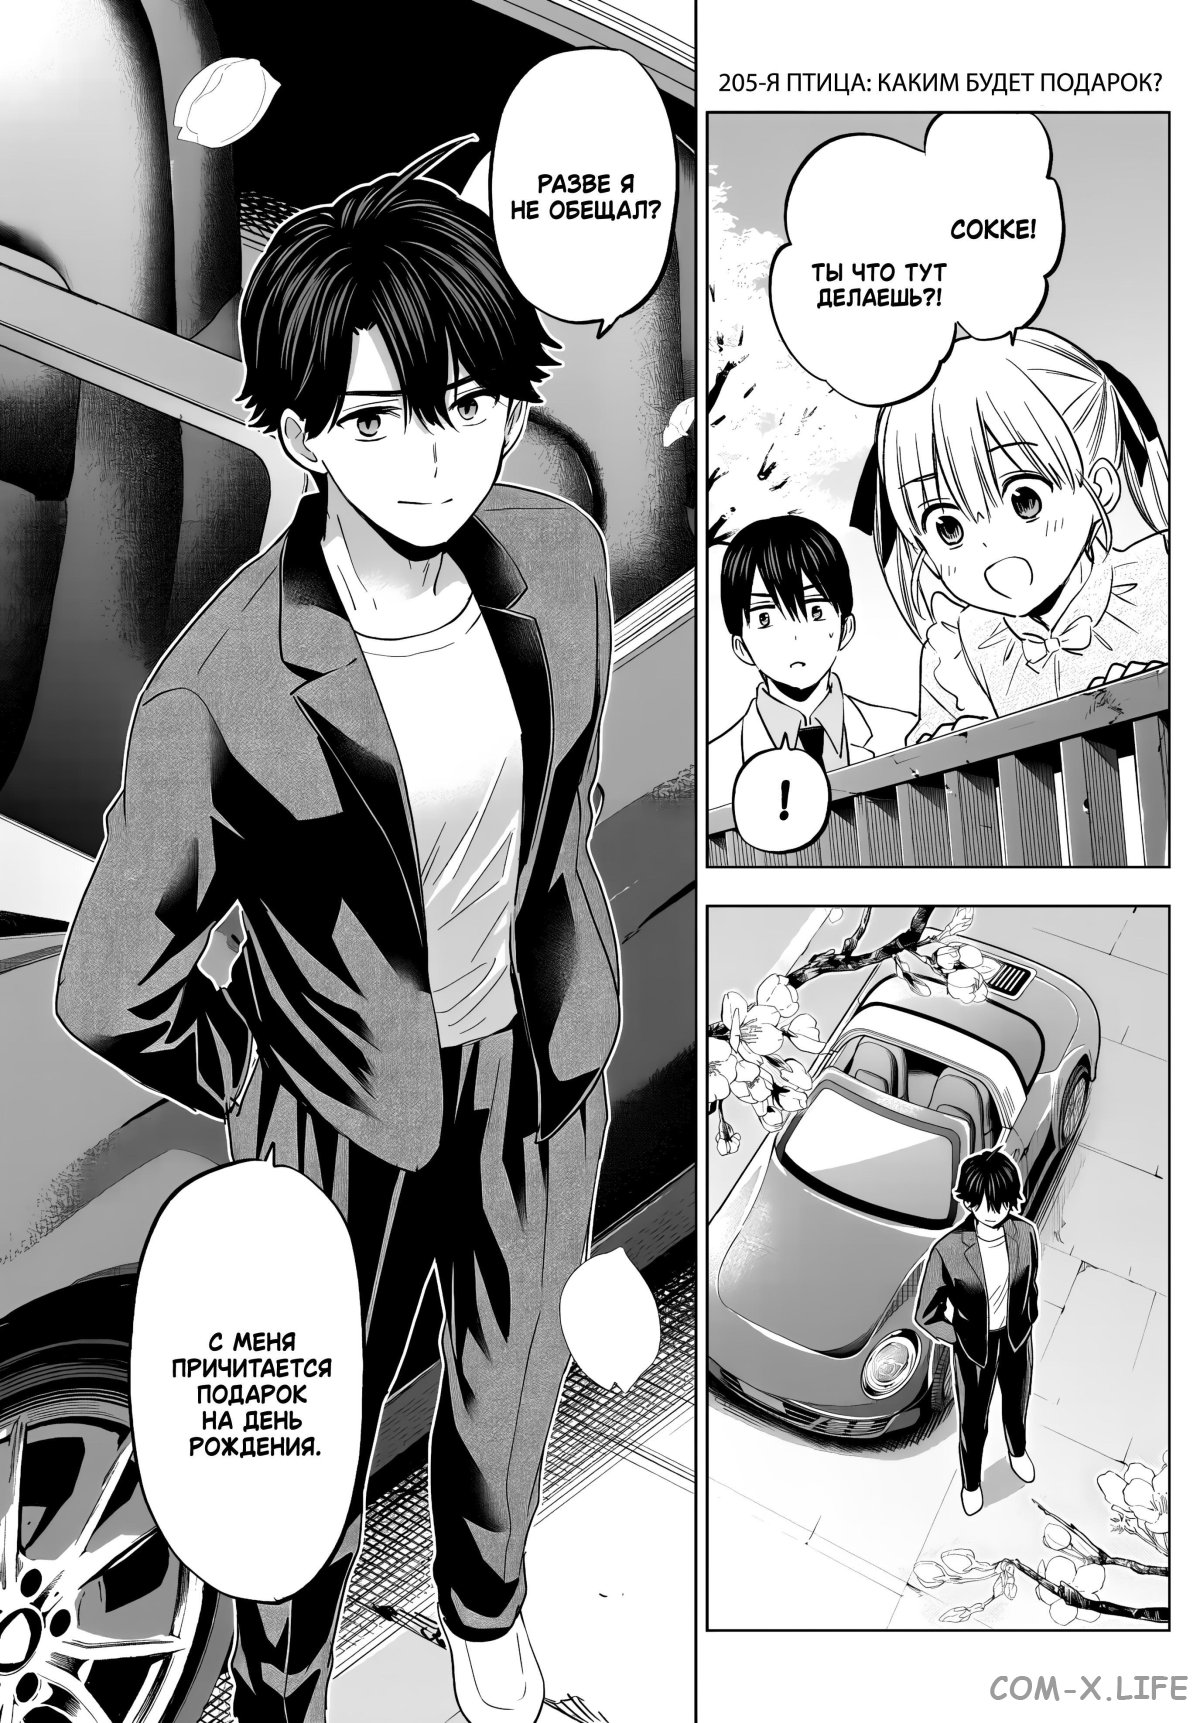 205-Я ПТИЦА: КАКИМ БУДЕТ ПОДАРОК?
СОККЕ!
ТЫ ЧТО ТУТ
ДЕЛАЕШЬ?!
!
РАЗВЕ Я
НЕ ОБЕЩАЛ?
С МЕНЯ
ПРИЧИТАЕТСЯ
ПОДАРОК
НА ДЕНЬ
РОЖДЕНИЯ.
COM-X.LIFE